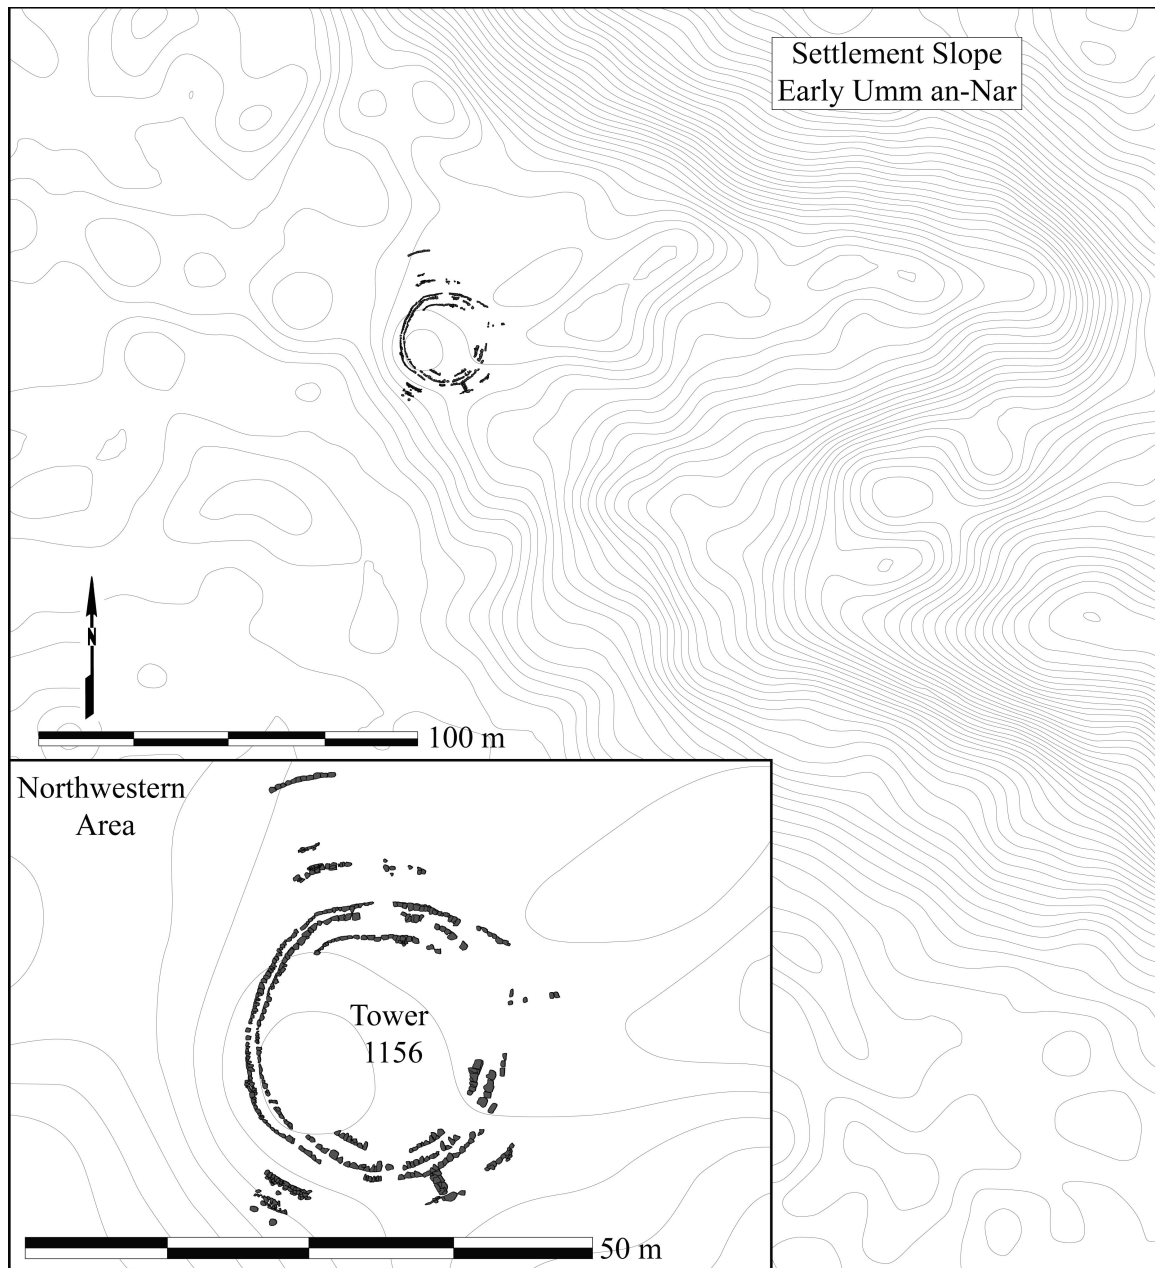 Settlement Slope
Early Umm an-Nar
N
100 m
Northwestern
Area
Tower
1156
50 m